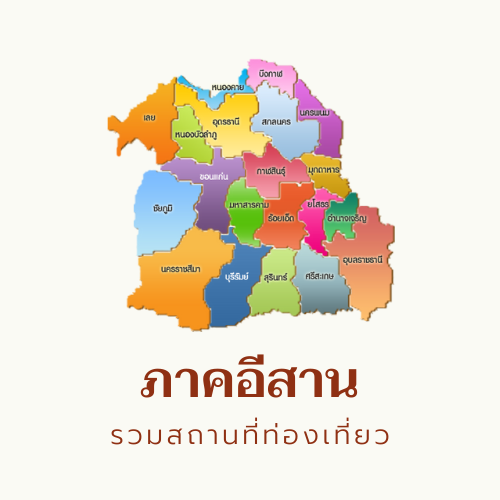 บึงกาฬ
หนองคาย
เลย
อุดรธานี
สกลนคร
นครพนม
หนองบัวลำภู
ขอนแก่น
กาฬสินธุ์
มุกดาหาร
ชัยภูมิ
มหาสารคาม
ร้อยเอ็ด
ยโสธร
อำนาจเจริญ
นครราชสีมา
บุรีรัมย์
สุรินทร์
ศรีสะเกษ
อุบลราชธานี
ภาคอีสาน
รวมสถานที่ท่องเที่ยว